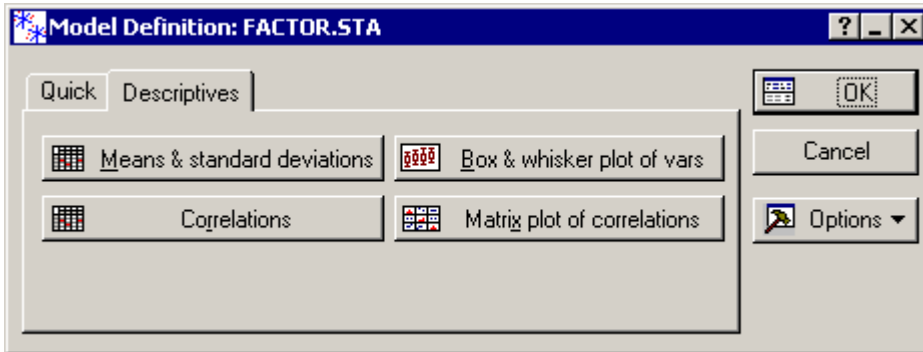 Model Definition: FACTOR.STA
Quick
Descriptives
OK
Means & standard deviations
Box & whisker plot of vars
Cancel
Correlations
Matrix plot of correlations
Options